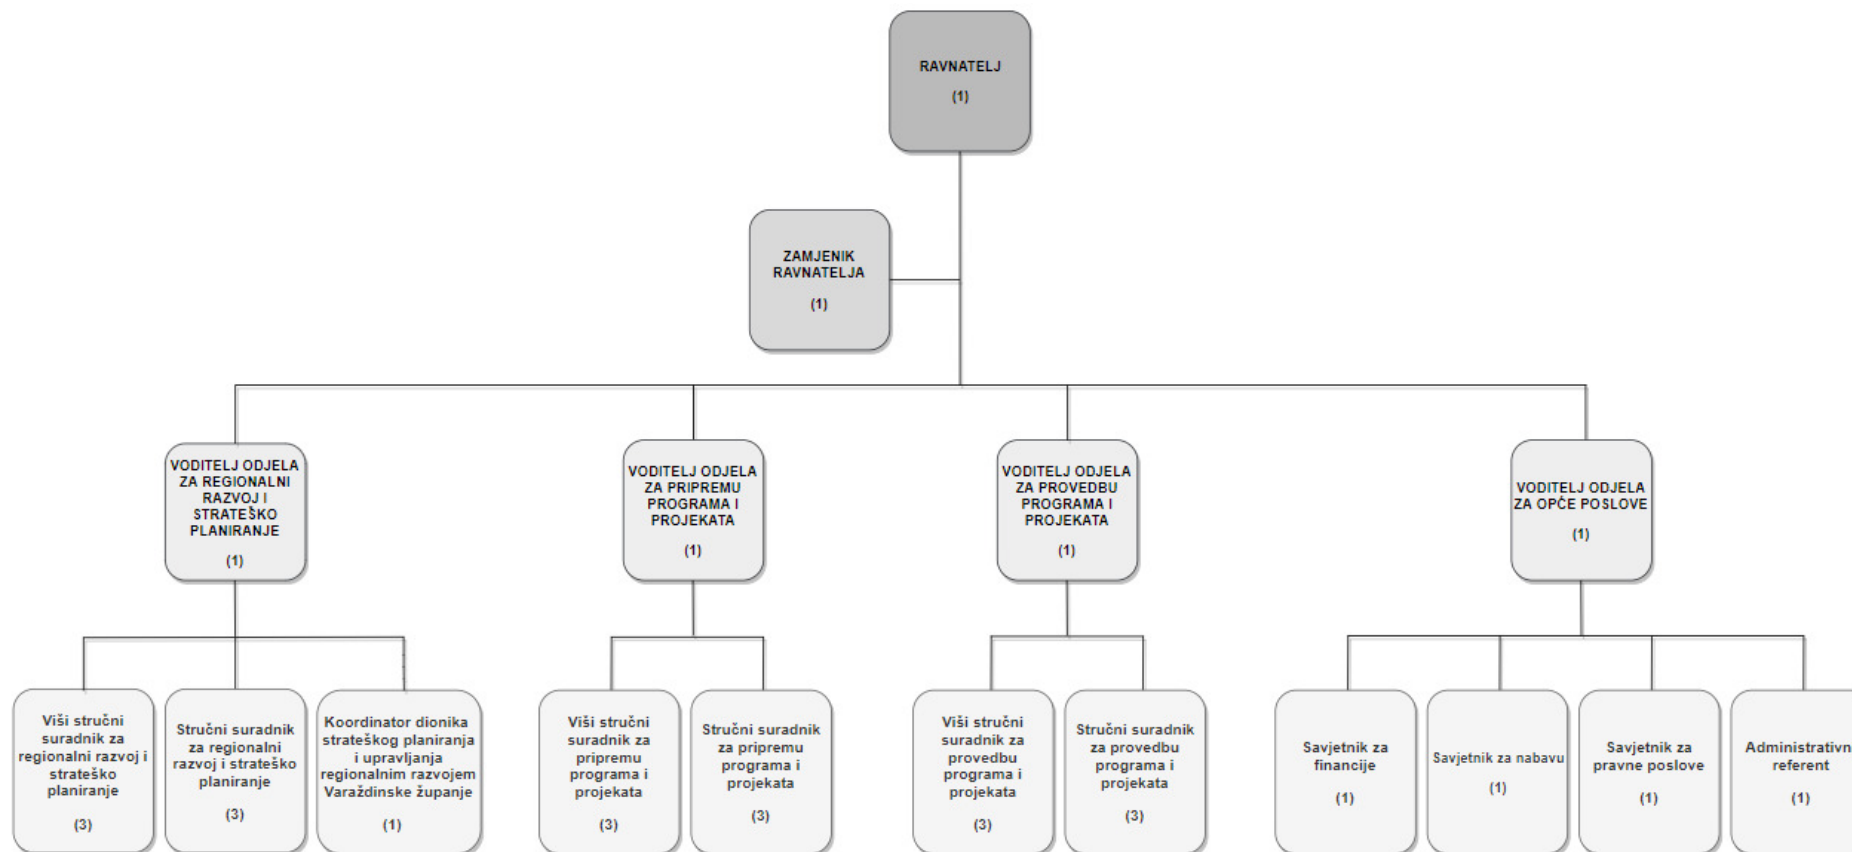 RAVNATELJ
(1)
ZAMJENIK
RAVNATELJA
(1)
VODITELJ ODJELA
ZA REGIONALNI
RAZVOJ I
STRATEŠKO
PLANIRANJE
(1)
VODITELJ ODJELA
ZA PRIPREMU
PROGRAMA I
PROJEKATA
(1)
VODITELJ ODJELA
ZA PROVEDBU
PROGRAMA I
PROJEKATA
(1)
VODITELJ ODJELA
ZA OPĆE POSLOVE
(1)
Viši stručni
suradnik za
regionalni razvoj i
strateško
planiranje
(3)
Stručni suradnik
za regionalni
razvoj i strateško
planiranje
(3)
Koordinator dionika
strateškog planiranja
i upravljanja
regionalnim razvojem
Varaždinske županje
(1)
Viši stručni
suradnik za
pripremu
programa i
projekata
(3)
Stručni suradnik
za pripremu
programa i
projekata
(3)
Viši stručni
suradnik za
provedbu
programa i
projekata
(3)
Stručni suradnik
za provedbu
programa i
projekata
(3)
Savjetnik za
financije
(1)
Savjetnik za nabavu
(1)
Savjetnik za
pravne poslove
(1)
Administrativn
referent
(1)